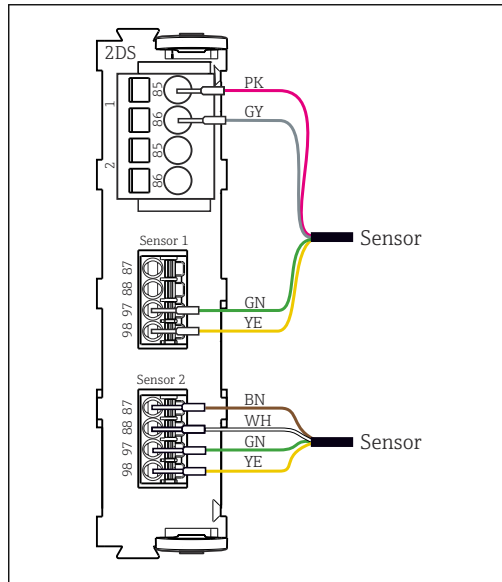 2DS
1
85
PK
86
GY
2
85
86
Sensor
Sensor 1
87
88
97
GN
98
YE
Sensor 2
87
BN
88
WH
97
GN
Sensor
98
YE